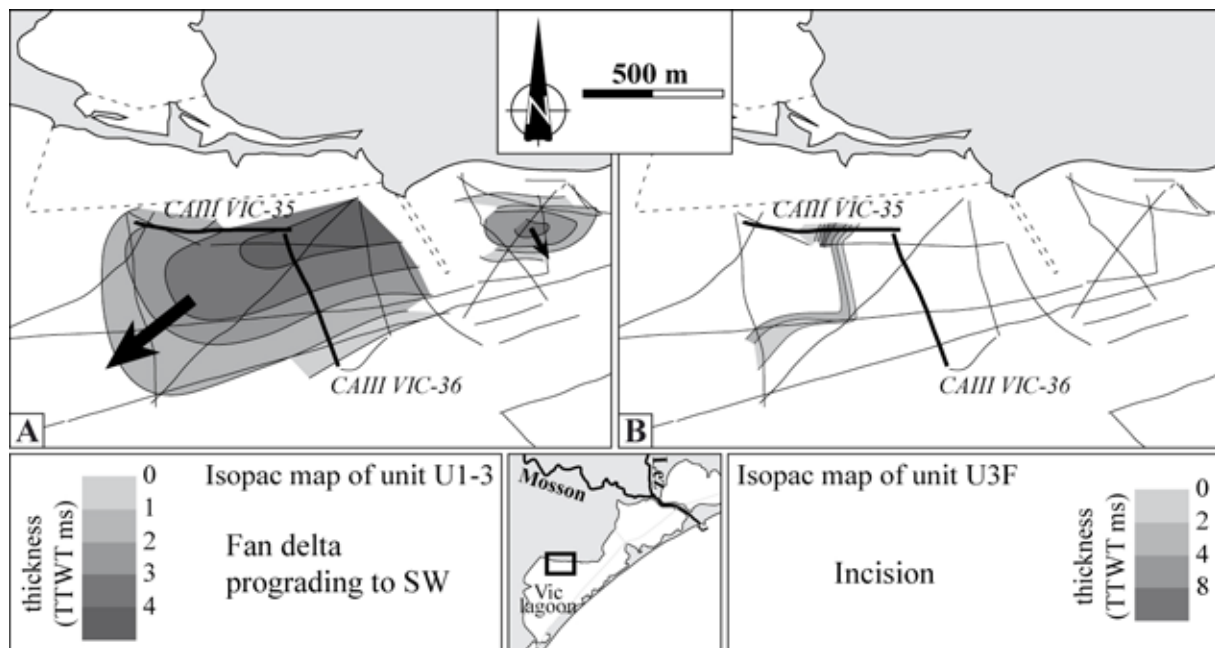 500 m
N
CAIII VIC-35
CAIII VIC-36
A
CAIII VIC-35
CAIII VIC-36
B
Isopac map of unit U1-3
thickness
(TTWT ms)
0
1
2
3
4
Fan delta
prograding to SW
Mosson
Lez
Vic
lagoon
Isopac map of unit U3F
Incision
thickness
(TTWT ms)
0
2
4
8